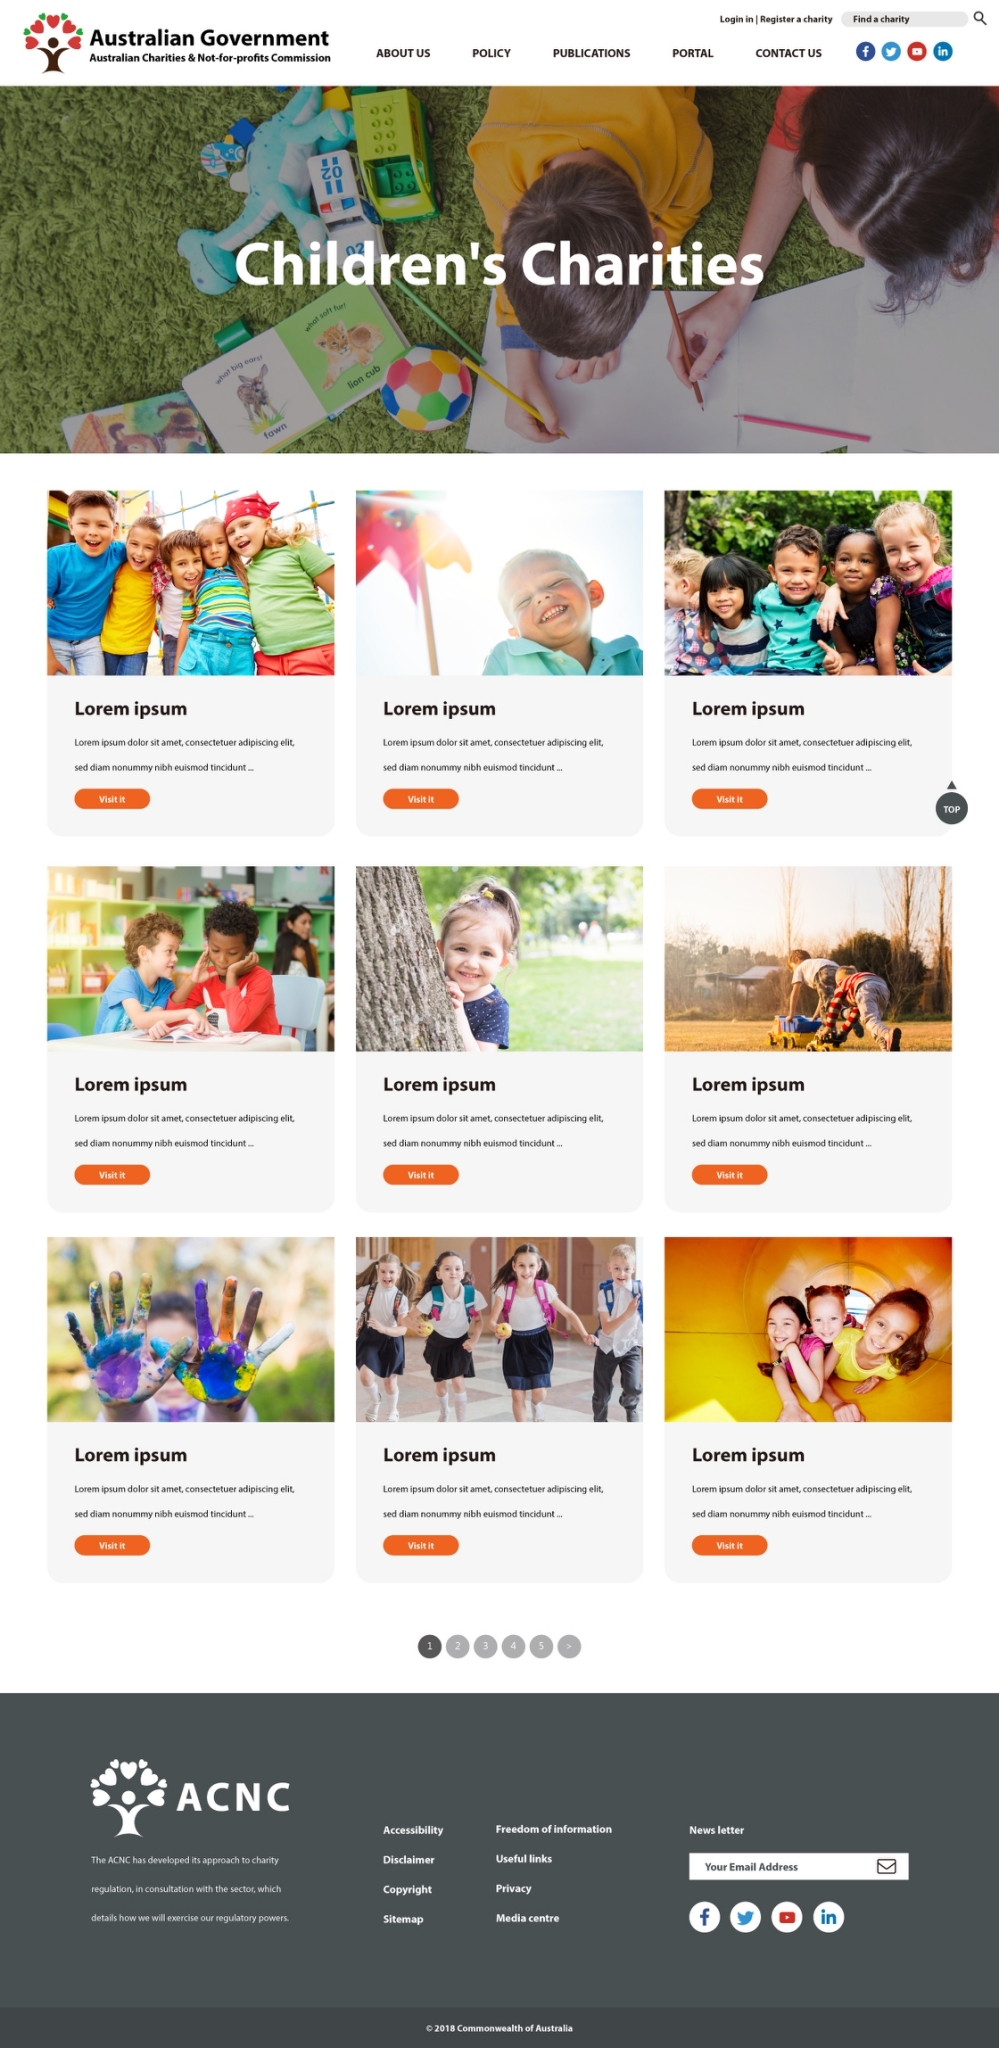 Login in | Register a charity
Find a charity
Australian Government
Australian Charities & Not-for-profits Commission
ABOUT US
POLICY
PUBLICATIONS
PORTAL
CONTACT US
02
02
Children's Charities
what soft fur!
what big ears!
lion cub
fawn
Lorem ipsum
Lorem ipsum dolor sit amet, consectetuer adipiscing elit,
sed diam nonummy nibh euismod tincidunt ...
Visit it
Lorem ipsum
Lorem ipsum dolor sit amet, consectetuer adipiscing elit,
sed diam nonummy nibh euismod tincidunt ...
Visit it
Lorem ipsum
Lorem ipsum dolor sit amet, consectetuer adipiscing elit,
sed diam nonummy nibh euismod tincidunt ...
Visit it
TOP
Lorem ipsum
Lorem ipsum dolor sit amet, consectetuer adipiscing elit,
sed diam nonummy nibh euismod tincidunt ...
Visit it
Lorem ipsum
Lorem ipsum dolor sit amet, consectetuer adipiscing elit,
sed diam nonummy nibh euismod tincidunt ...
Visit it
Lorem ipsum
Lorem ipsum dolor sit amet, consectetuer adipiscing elit,
sed diam nonummy nibh euismod tincidunt ...
Visit it
Lorem ipsum
Lorem ipsum dolor sit amet, consectetuer adipiscing elit,
sed diam nonummy nibh euismod tincidunt ...
Visit it
Lorem ipsum
Lorem ipsum dolor sit amet, consectetuer adipiscing elit,
sed diam nonummy nibh euismod tincidunt ...
Visit it
Lorem ipsum
Lorem ipsum dolor sit amet, consectetuer adipiscing elit,
sed diam nonummy nibh euismod tincidunt ...
Visit it
1 2 3 4 5 >
ACNC
The ACNC has developed its approach to charity
regulation, in consultation with the sector, which
details how we will exercise our regulatory powers.
Accessibility
Disclaimer
Copyright
Sitemap
Freedom of information
Useful links
Privacy
Media centre
News letter
Your Email Address
© 2018 Commonwealth of Australia